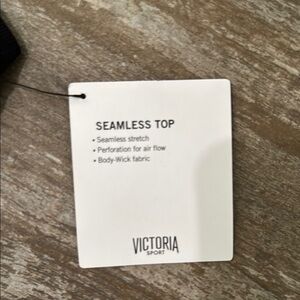 SEAMLESS TOP
• Seamless stretch
• Perforation for air flow
• Body-Wick fabric
VICTORIA
SPORT